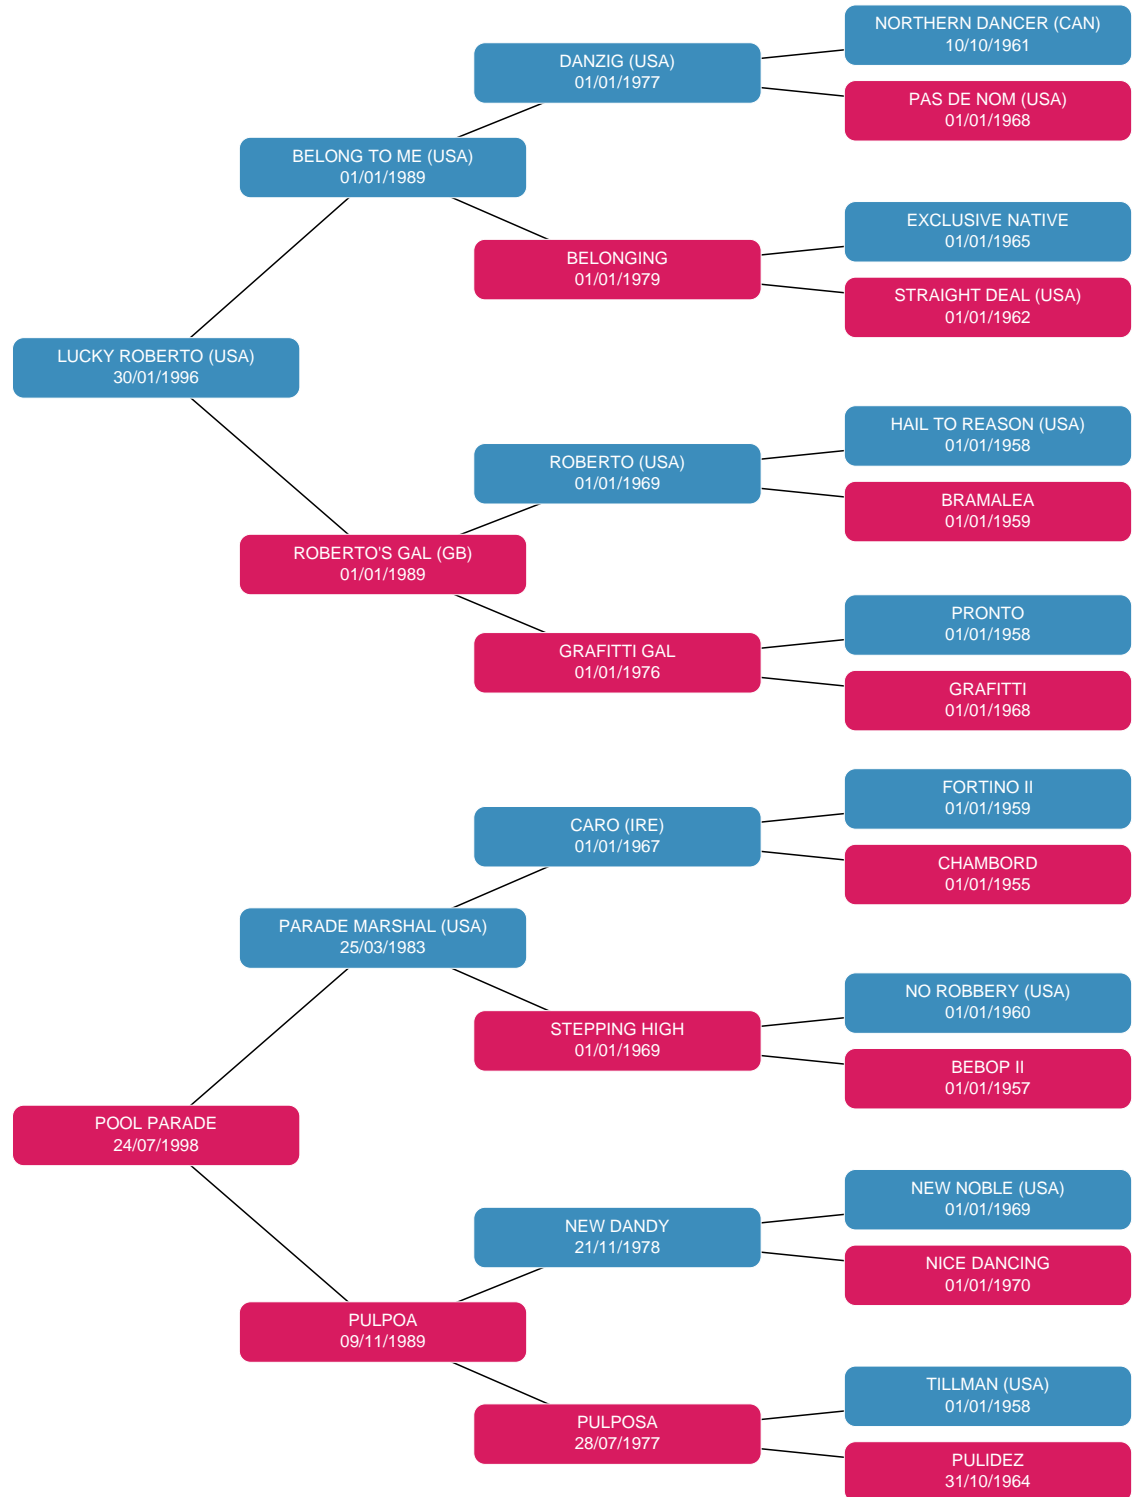 NORTHERN DANCER (CAN)
10/10/1961
DANZIG (USA)
01/01/1977
PAS DE NOM (USA)
01/01/1968
BELONG TO ME (USA)
01/01/1989
EXCLUSIVE NATIVE
01/01/1965
BELONGING
01/01/1979
STRAIGHT DEAL (USA)
01/01/1962
LUCKY ROBERTO (USA)
30/01/1996
HAIL TO REASON (USA)
01/01/1958
ROBERTO (USA)
01/01/1969
BRAMALEA
01/01/1959
ROBERTO'S GAL (GB)
01/01/1989
PRONTO
01/01/1958
GRAFITTI GAL
01/01/1976
GRAFITTI
01/01/1968
FORTINO II
01/01/1959
CARO (IRE)
01/01/1967
CHAMBORD
01/01/1955
PARADE MARSHAL (USA)
25/03/1983
NO ROBBERY (USA)
01/01/1960
STEPPING HIGH
01/01/1969
BEBOP II
01/01/1957
POOL PARADE
24/07/1998
NEW NOBLE (USA)
01/01/1969
NEW DANDY
21/11/1978
NICE DANCING
01/01/1970
PULPOA
09/11/1989
TILLMAN (USA)
01/01/1958
PULPOSA
28/07/1977
PULIDEZ
31/10/1964